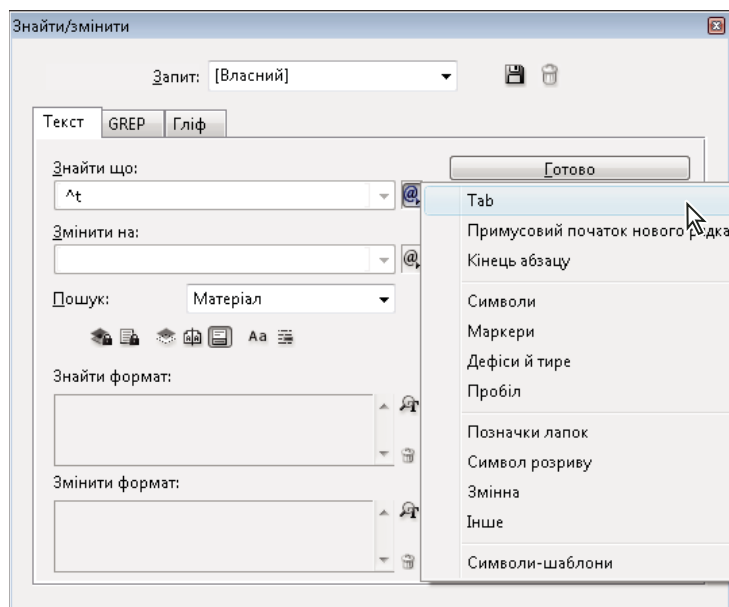 Знайти/змінити
Запит: [Власний]
Текст GREP Гліф
Знайти що:
Готово
^t
@
Tab
Примусовий початок нового рядка
Змінити на:
@
Кінець абзацу
Пошук: Матеріал
Символи
Aa
Маркери
Дефіси й тире
Знайти формат:
Пробіл
Позначки лапок
Символ розриву
Змінити формат:
Змінна
Інше
Символи-шаблони